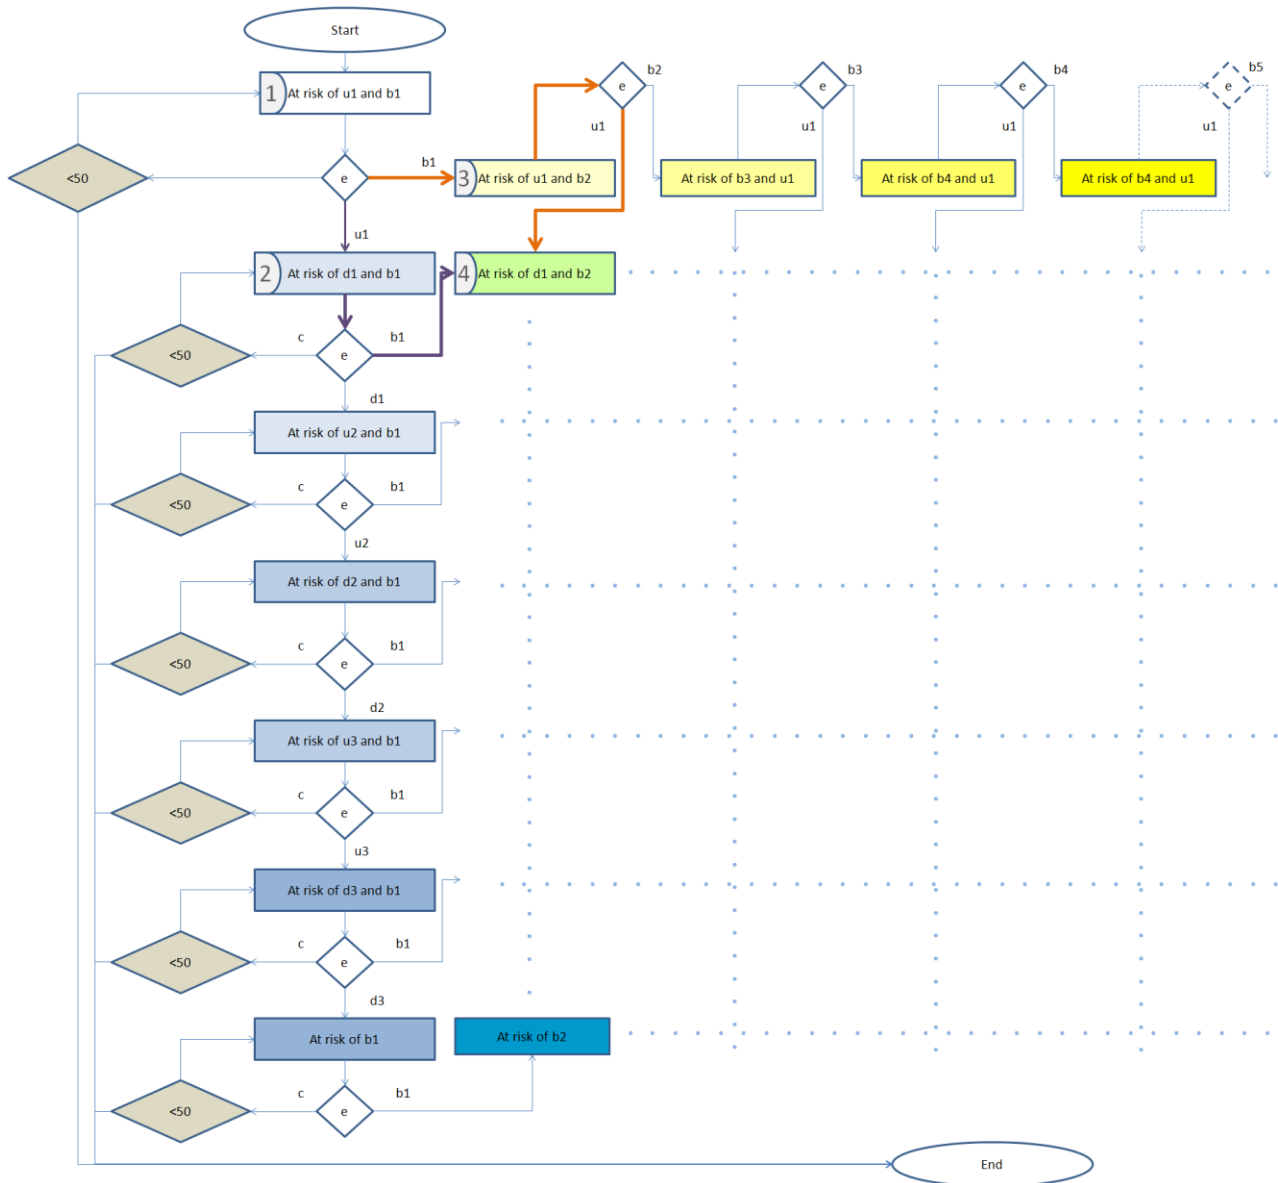 Start
b2
b3
b4
b5
1 At risk of u1 and b1
e
e
e
e
u1
u1
u1
u1
<50
e
b1
3 At risk of u1 and b2
At risk of b3 and u1
At risk of b4 and u1
At risk of b4 and u1
u1
2 At risk of d1 and b1
4 At risk of d1 and b2
c
b1
<50
e
d1
At risk of u2 and b1
c
b1
<50
e
u2
At risk of d2 and b1
c
b1
<50
e
d2
At risk of u3 and b1
c
b1
<50
e
u3
At risk of d3 and b1
c
b1
<50
e
d3
At risk of b1
At risk of b2
c
b1
<50
e
End